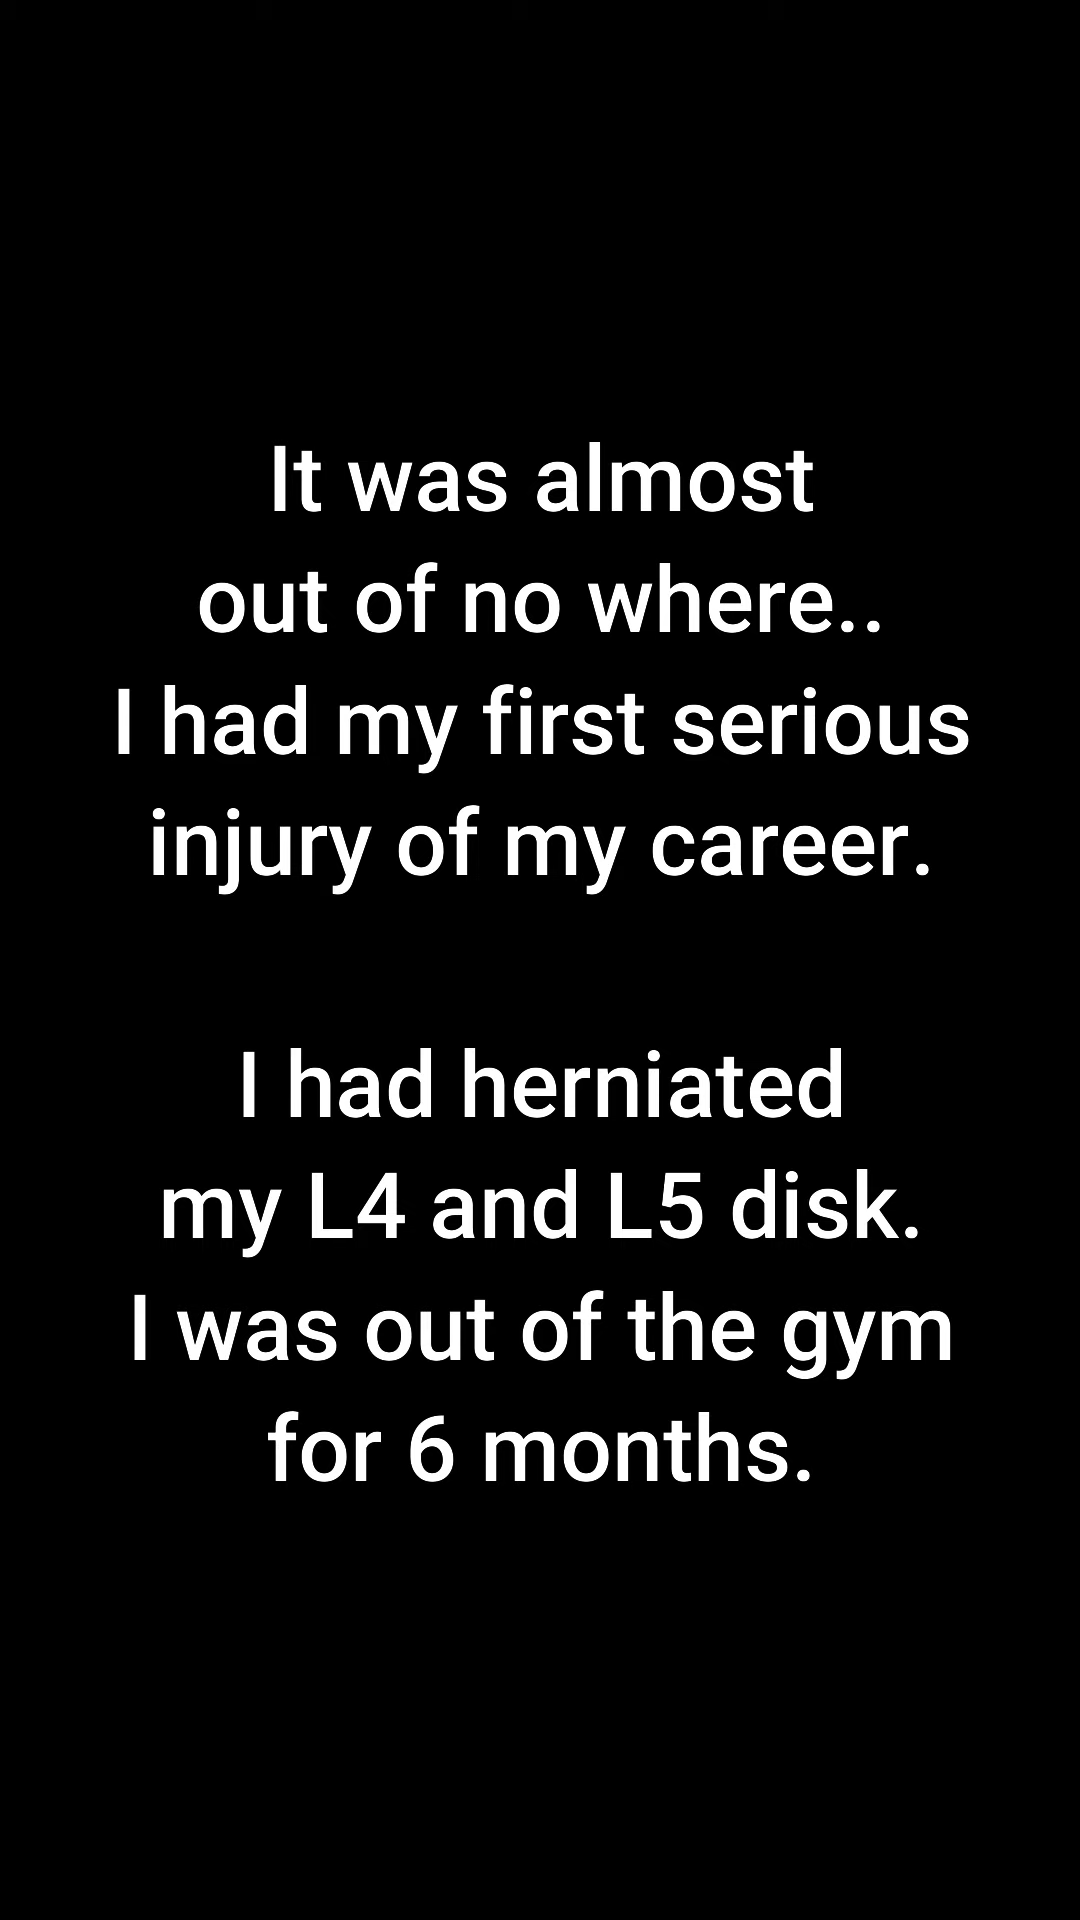 It was almost
out of no where..
I had my first serious
injury of my career.
I had herniated
my L4 and L5 disk.
I was out of the gym
for 6 months.